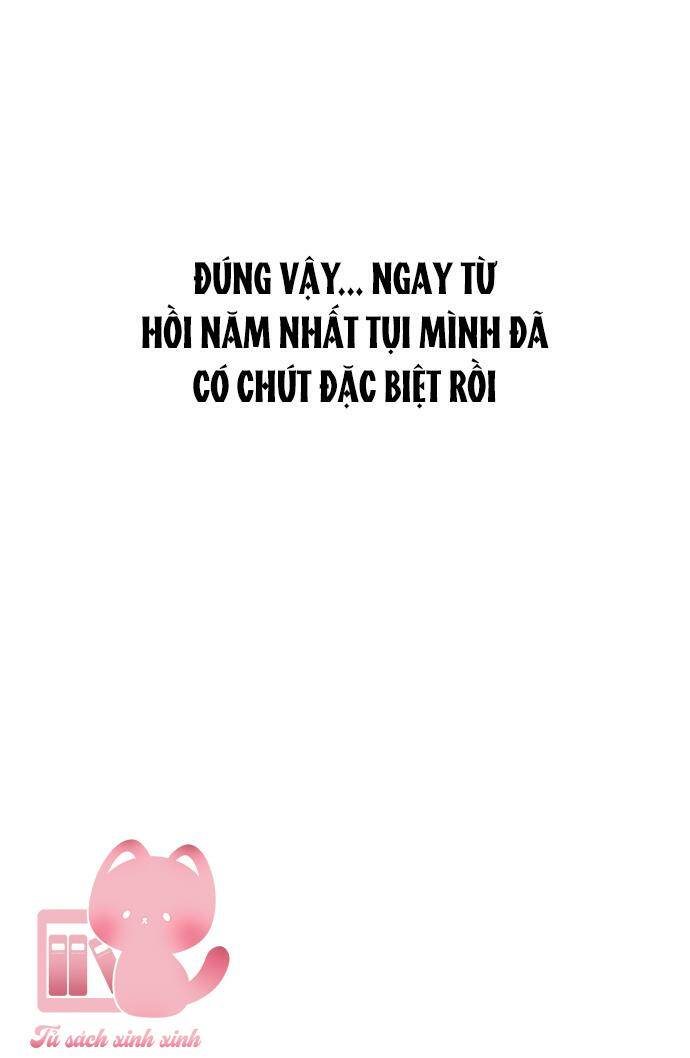 ĐÚNG VẬY... NGAY TỪ
HỒI NĂM NHẤT TỤI MÌNH ĐÃ
CÓ CHÚT ĐẶC BIỆT RỒI
Tủ sách xinh xinh